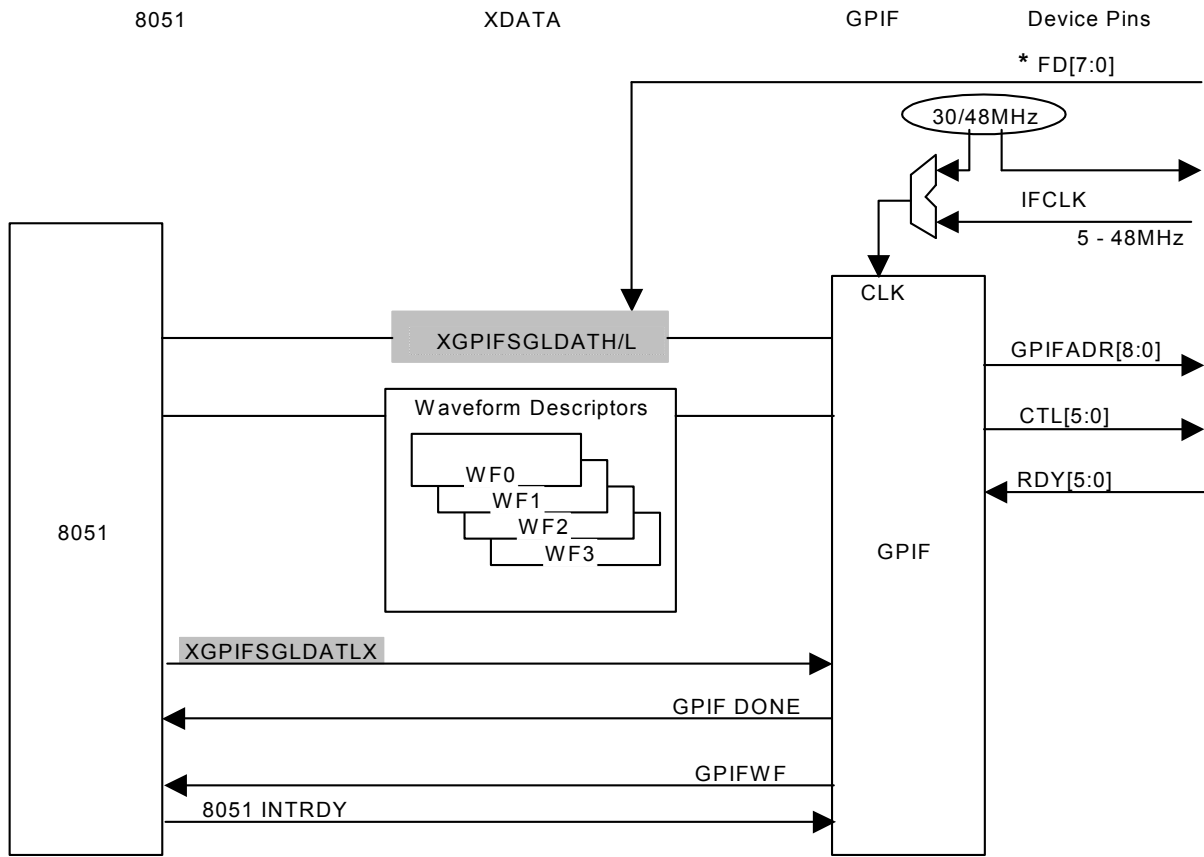 8051 XDATA GPIF Device Pins
* FD[7:0]
30/48MHz
IFCLK
5 - 48MHz
CLK
XGPIFSGLDATH/L
GPIFADR[8:0]
Waveform Descriptors
CTL[5:0]
WF0
RDY[5:0]
WF1
WF2
8051
WF3
GPIF
XGPIFSGLDATLX
GPIF DONE
GPIFWF
8051 INTRDY